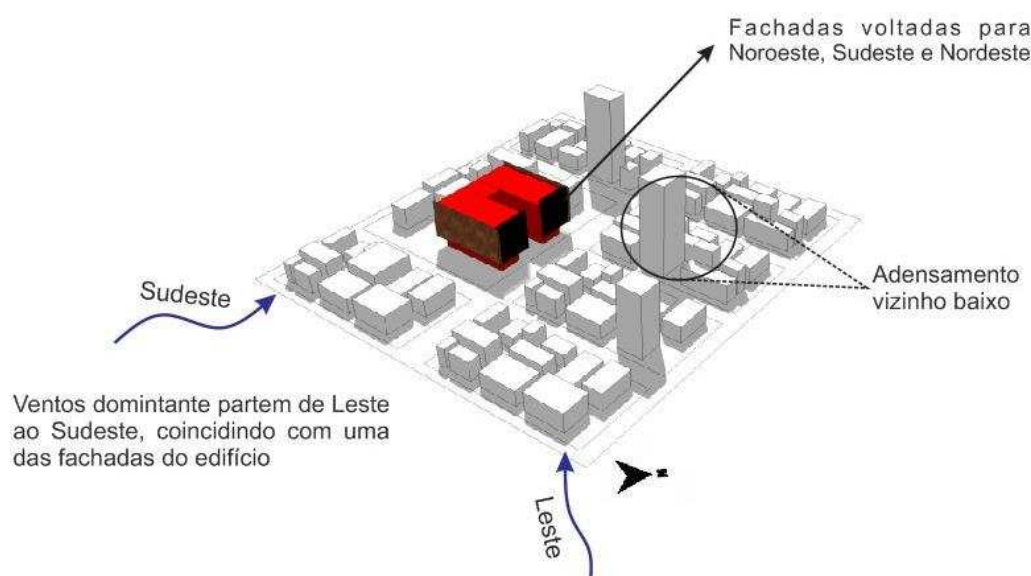 Fachadas voltadas para
Noroeste, Sudeste e Nordeste
Adensamento
vizinho baixo
Sudeste
Ventos domintante partem de Leste
ao Sudeste, coincidindo com uma
das fachadas do edifício
Leste